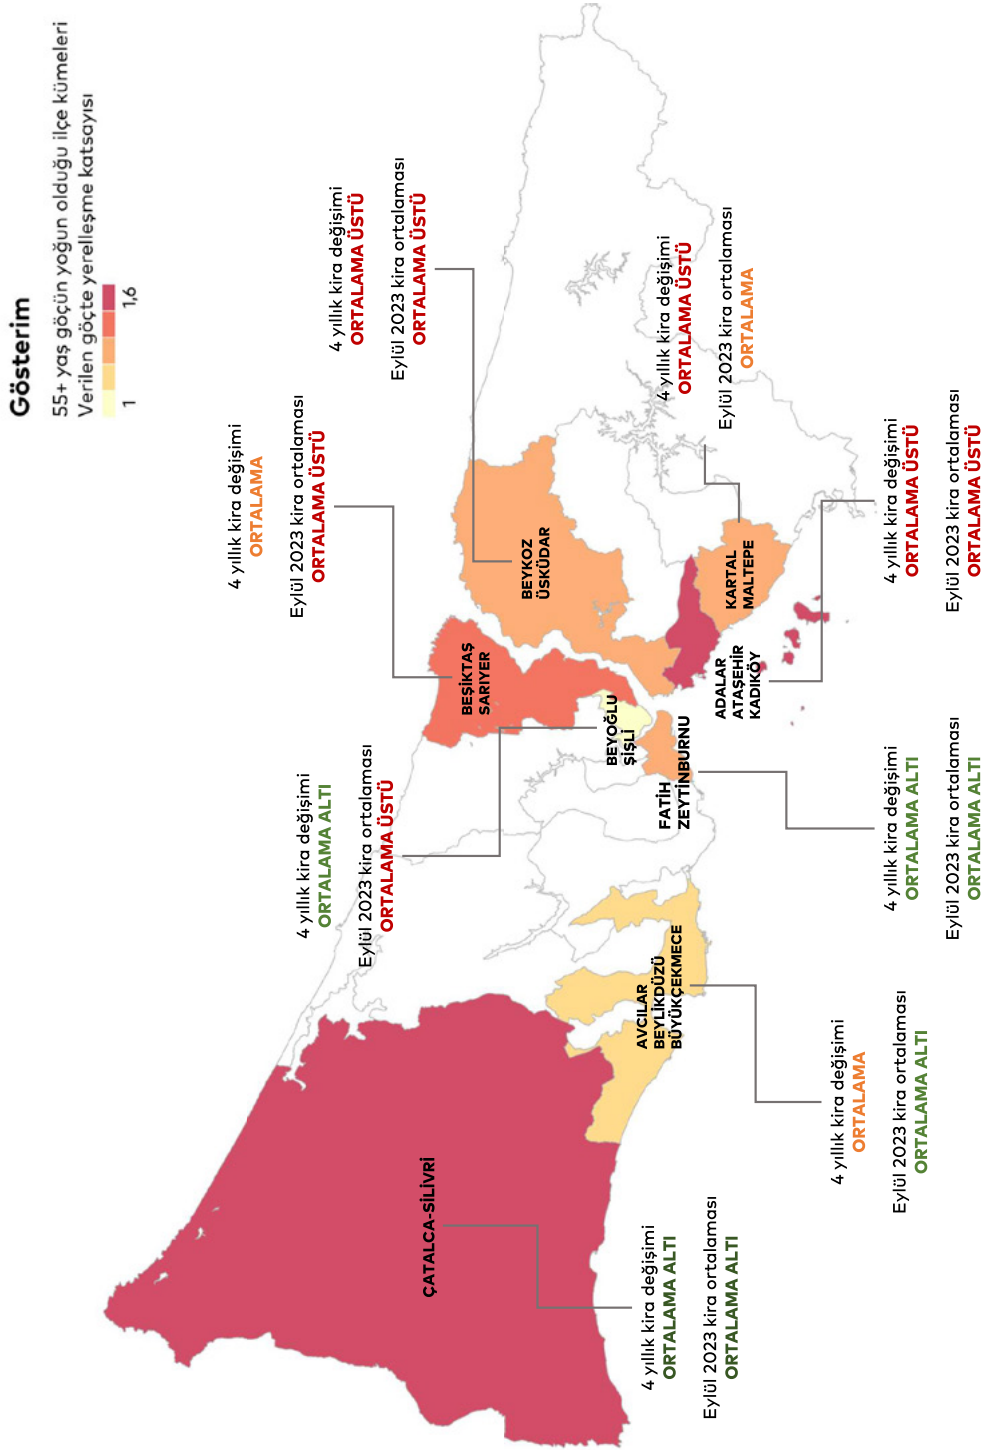 Gösterim
55+ yaş göçün yoğun olduğu ilçe kümeleri
Verilen göçte yerelleşme katsayısı
1
1,6
4 yıllık kira değişimi
ORTALAMA
Eylül 2023 kira ortalaması
ORTALAMA ÜSTÜ
4 yıllık kira değişimi
ORTALAMA ÜSTÜ
Eylül 2023 kira ortalaması
ORTALAMA ÜSTÜ
4 yıllık kira değişimi
ORTALAMA ALTI
Eylül 2023 kira ortalaması
ORTALAMA ÜSTÜ
4 yıllık kira değişimi
ORTALAMA ÜSTÜ
Eylül 2023 kira ortalaması
ORTALAMA
ÇATALCA-SİLİVRİ
BEŞİKTAŞ
SARIYER
BEYKOZ
ÜSKÜDAR
BEYOĞLU
ŞİŞLİ
FATİH
ZEYTİNBURNU
AVCILAR
BEYLİKDÜZÜ
BÜYÜKÇEKMECE
ADALAR
ATAŞEHİR
KADIKÖY
KARTAL
MALTEPE
4 yıllık kira değişimi
ORTALAMA ALTI
Eylül 2023 kira ortalaması
ORTALAMA ALTI
4 yıllık kira değişimi
ORTALAMA
Eylül 2023 kira ortalaması
ORTALAMA ALTI
4 yıllık kira değişimi
ORTALAMA ALTI
Eylül 2023 kira ortalaması
ORTALAMA ALTI
4 yıllık kira değişimi
ORTALAMA ÜSTÜ
Eylül 2023 kira ortalaması
ORTALAMA ÜSTÜ